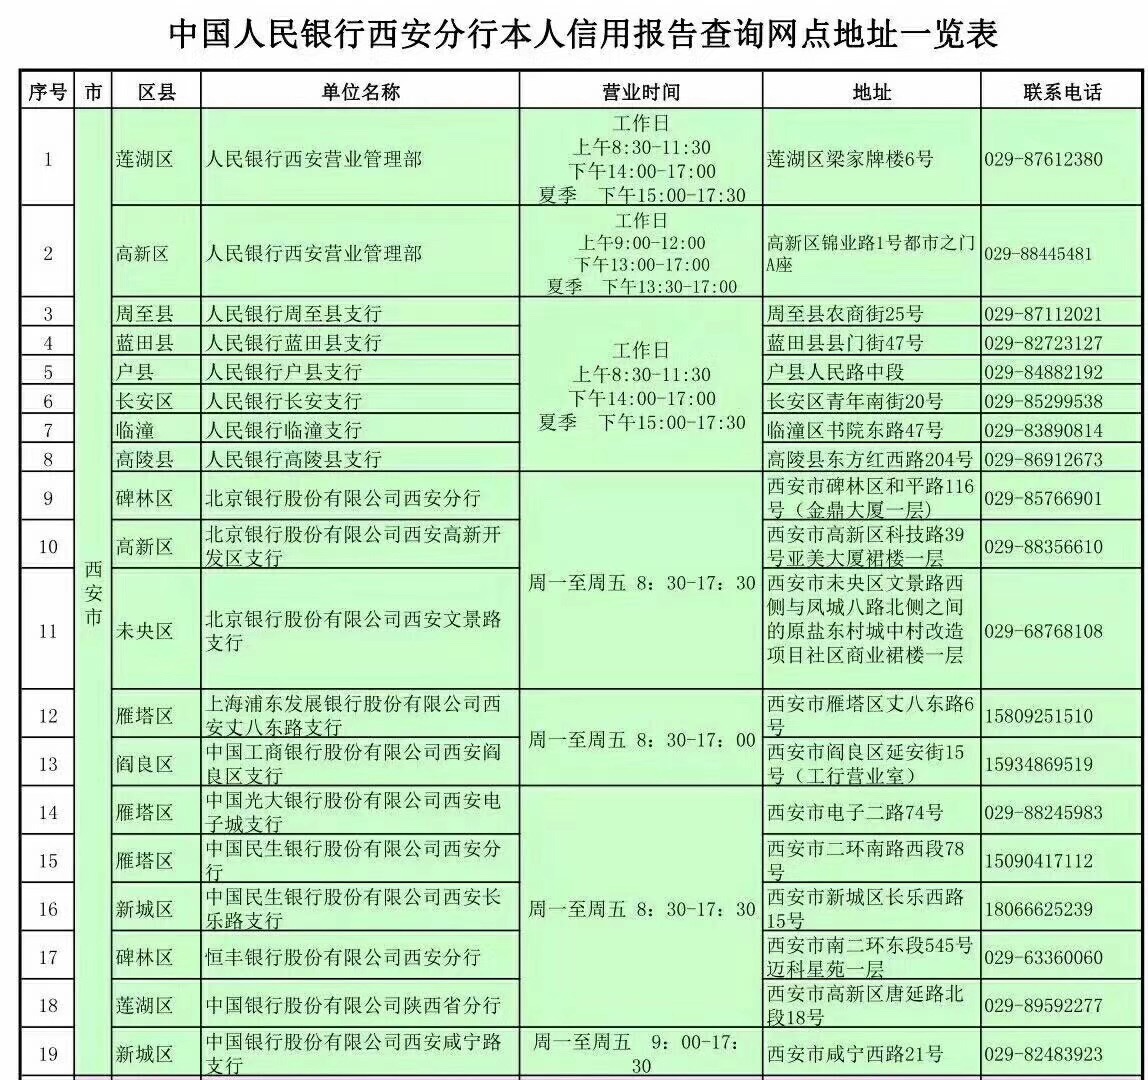 中国人民银行西安分行本人信用报告查询网点地址一览表
序号 市 区县 单位名称 营业时间 地址 联系电话
西安市
1 莲湖区 人民银行西安营业管理部
工作日
上午8:30-11:30
下午14:00-17:00
夏季 下午15:00-17:30
莲湖区梁家牌楼6号 029-87612380
2 高新区 人民银行西安营业管理部
工作日
上午9:00-12:00
下午13:00-17:00
夏季 下午13:30-17:00
高新区锦业路1号都市之门
A座
029-88445481
3 周至县 人民银行周至县支行 周至县农商街25号 029-87112021
4 蓝田县 人民银行蓝田县支行 蓝田县县门街47号 029-82723127
5 户县 人民银行户县支行 户县人民路中段 029-84882192
6 长安区 人民银行长安支行 长安区青年南街20号 029-85299538
7 临潼 人民银行临潼支行 临潼区书院东路47号 029-83890814
8 高陵县 人民银行高陵县支行 高陵县东方红西路204号 029-86912673
工作日
上午8:30-11:30
下午14:00-17:00
夏季 下午15:00-17:30
9 碑林区 北京银行股份有限公司西安分行
西安市碑林区和平路116
号（金鼎大厦一层)
029-85766901
10 高新区
北京银行股份有限公司西安高新开
发区支行
西安市高新区科技路39
号亚美大厦裙楼一层
029-88356610
周一至周五 8：30-17：30
11 未央区
北京银行股份有限公司西安文景路
支行
西安市未央区文景路西
侧与凤城八路北侧之间
的原盐东村城中村改造
项目社区商业裙楼一层
029-68768108
12 雁塔区
上海浦东发展银行股份有限公司西
安丈八东路支行
西安市雁塔区丈八东路6
号
15809251510
周一至周五 8：30-17：00
13 阎良区
中国工商银行股份有限公司西安阎
良区支行
西安市阎良区延安街15
号（工行营业室）
15934869519
14 雁塔区
中国光大银行股份有限公司西安电
子城支行
西安市电子二路74号 029-88245983
15 雁塔区
中国民生银行股份有限公司西安分
行
西安市二环南路西段78
号
15090417112
16 新城区
中国民生银行股份有限公司西安长
乐路支行
周一至周五 8：30-17：30
西安市新城区长乐西路
15号
18066625239
17 碑林区 恒丰银行股份有限公司西安分行
西安市南二环东段545号
迈科星苑一层
029-63360060
18 莲湖区 中国银行股份有限公司陕西省分行
西安市高新区唐延路北
段18号
029-89592277
19 新城区
中国银行股份有限公司西安咸宁路
支行
周一至周五 9：00-17：
30
西安市咸宁西路21号 029-82483923